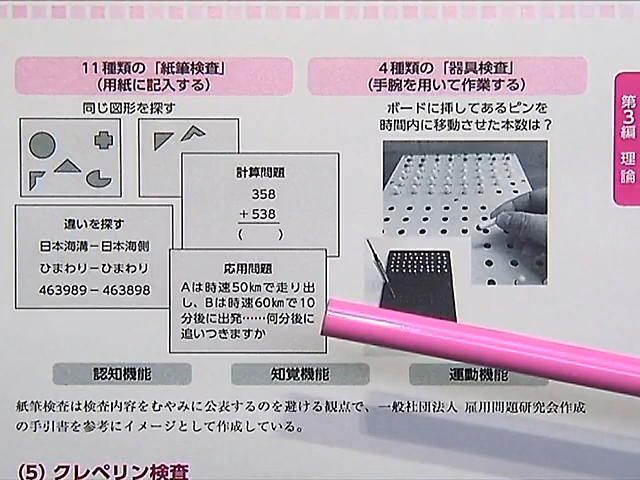 11種類の「紙筆検査」
(用紙に記入する)
4種類の「器具検査」
(手腕を用いて作業する)
第3編 理論
同じ図形を探す
ボードに挿してあるピンを
時間内に移動させた本数は?
計算問題
358
+538
(　　)
違いを探す
日本海溝－日本海側
ひまわり－ひまわり
463989－463898
応用問題
Aは時速50㎞で走り出
し、Bは時速60㎞で10
分後に出発……何分後に
追いつきますか
認知機能
知覚機能
運動機能
紙筆検査は検査内容をむやみに公表するのを避ける観点で、一般社団法人 雇用問題研究会作成
の手引書を参考にイメージとして作成している。
(5) クレペリン検査